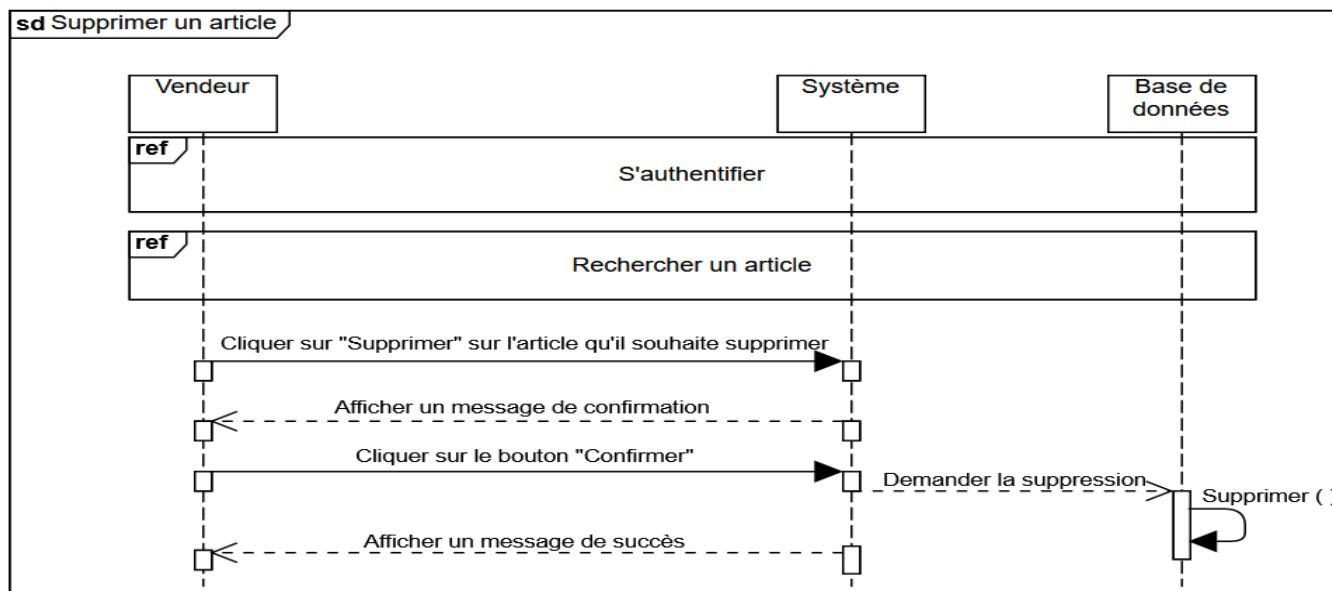 sd Supprimer un article
Vendeur
Système
Base de
données
ref
S'authentifier
ref
Rechercher un article
Cliquer sur "Supprimer" sur l'article qu'il souhaite supprimer
Afficher un message de confirmation
Cliquer sur le bouton "Confirmer"
Demander la suppression
Supprimer ( )
Afficher un message de succès